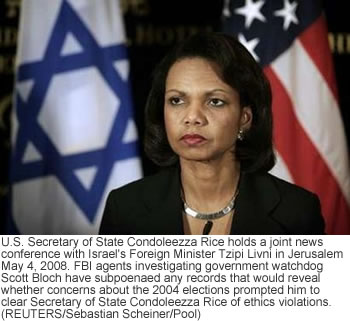 U.S. Secretary of State Condoleezza Rice holds a joint news
conference with Israel's Foreign Minister Tzipi Livni in Jerusalem
May 4, 2008. FBI agents investigating government watchdog
Scott Bloch have subpoenaed any records that would reveal
whether concerns about the 2004 elections prompted him to
clear Secretary of State Condoleezza Rice of ethics violations.
(REUTERS/Sebastian Scheiner/Pool)